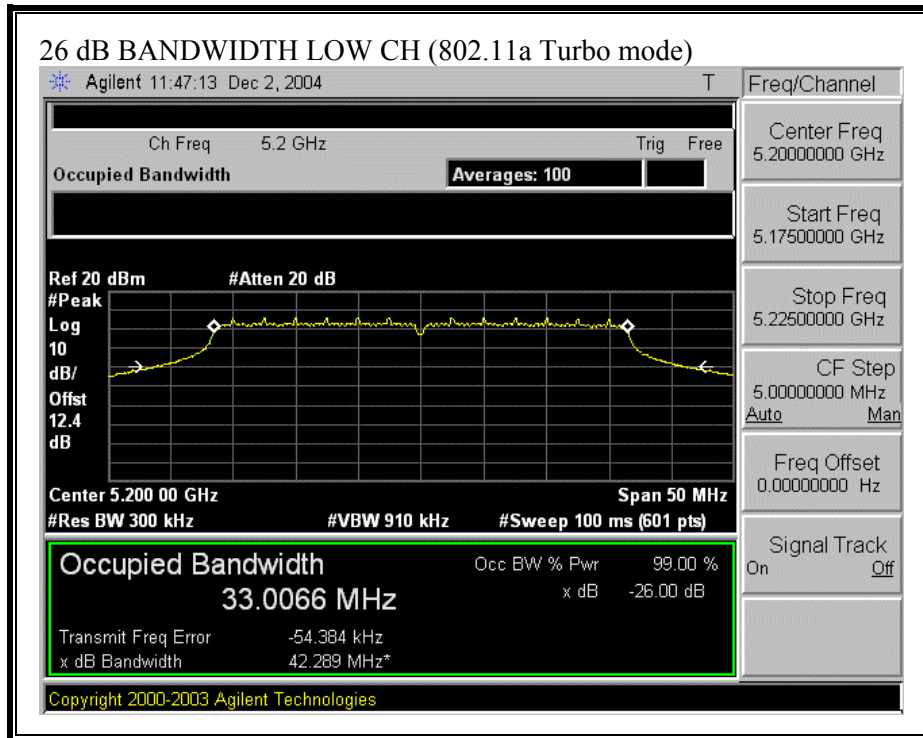 26 dB BANDWIDTH LOW CH (802.11a Turbo mode)
Agilent 11:47:13 Dec 2, 2004 T
Freq/Channel
Ch Freq 5.2 GHz Trig Free
Occupied Bandwidth Averages: 100
Center Freq
5.20000000 GHz
Start Freq
5.17500000 GHz
Stop Freq
5.22500000 GHz
CF Step
5.00000000 MHz
Auto Man
Freq Offset
0.00000000 Hz
Signal Track
On Off
Ref 20 dBm #Atten 20 dB
#Peak
Log
10
dB/
Offst
12.4
dB
Center 5.200 00 GHz Span 50 MHz
#Res BW 300 kHz #VBW 910 kHz #Sweep 100 ms (601 pts)
Occupied Bandwidth Occ BW % Pwr 99.00 %
33.0066 MHz x dB -26.00 dB
Transmit Freq Error -54.384 kHz
x dB Bandwidth 42.289 MHz*
Copyright 2000-2003 Agilent Technologies